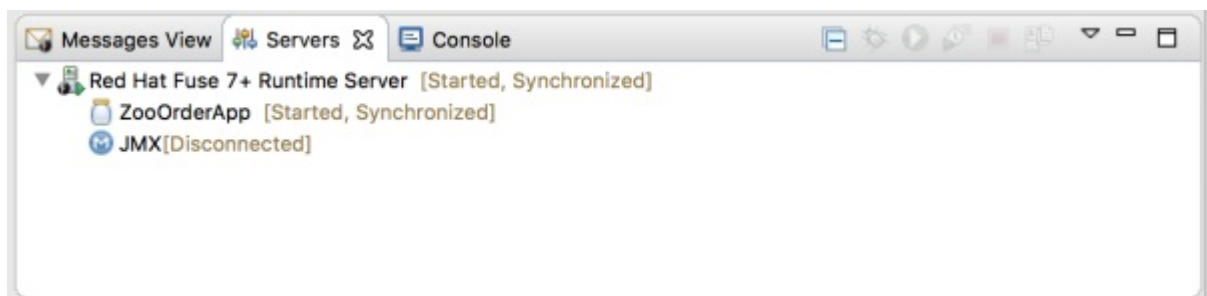 Messages View Servers Console
Red Hat Fuse 7+ Runtime Server [Started, Synchronized]
ZooOrderApp [Started, Synchronized]
JMX[Disconnected]